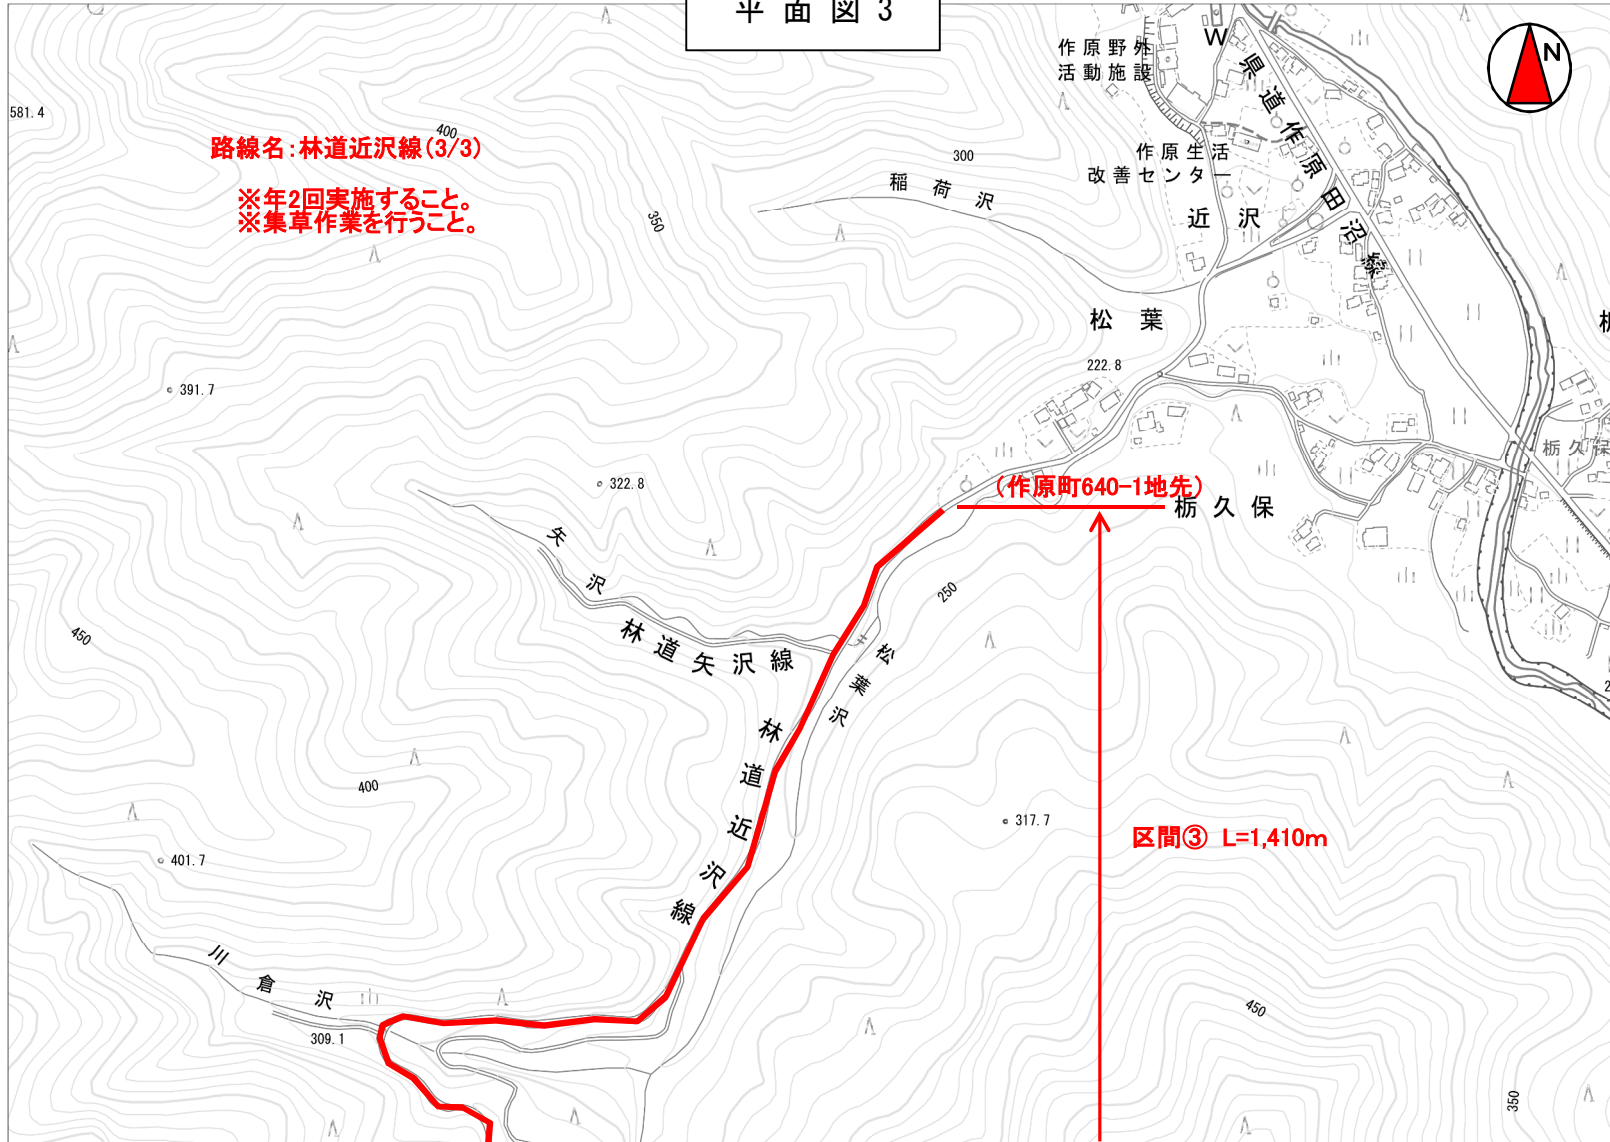 平面図3
N
W
作原野外
活動施設
県道作原田沼線
581.4
400
路線名：林道近沢線(3/3)
※年2回実施すること。
※集草作業を行うこと。
作原生活
改善センター
300
稲荷沢
350
近沢
松葉
222.8
391.7
栃久保
322.8
(作原町640-1地先)
栃久保
矢沢
250
450
林道矢沢線
松葉沢
林道近沢線
400
317.7
区間③ L=1,410m
401.7
川倉沢
309.1
450
350